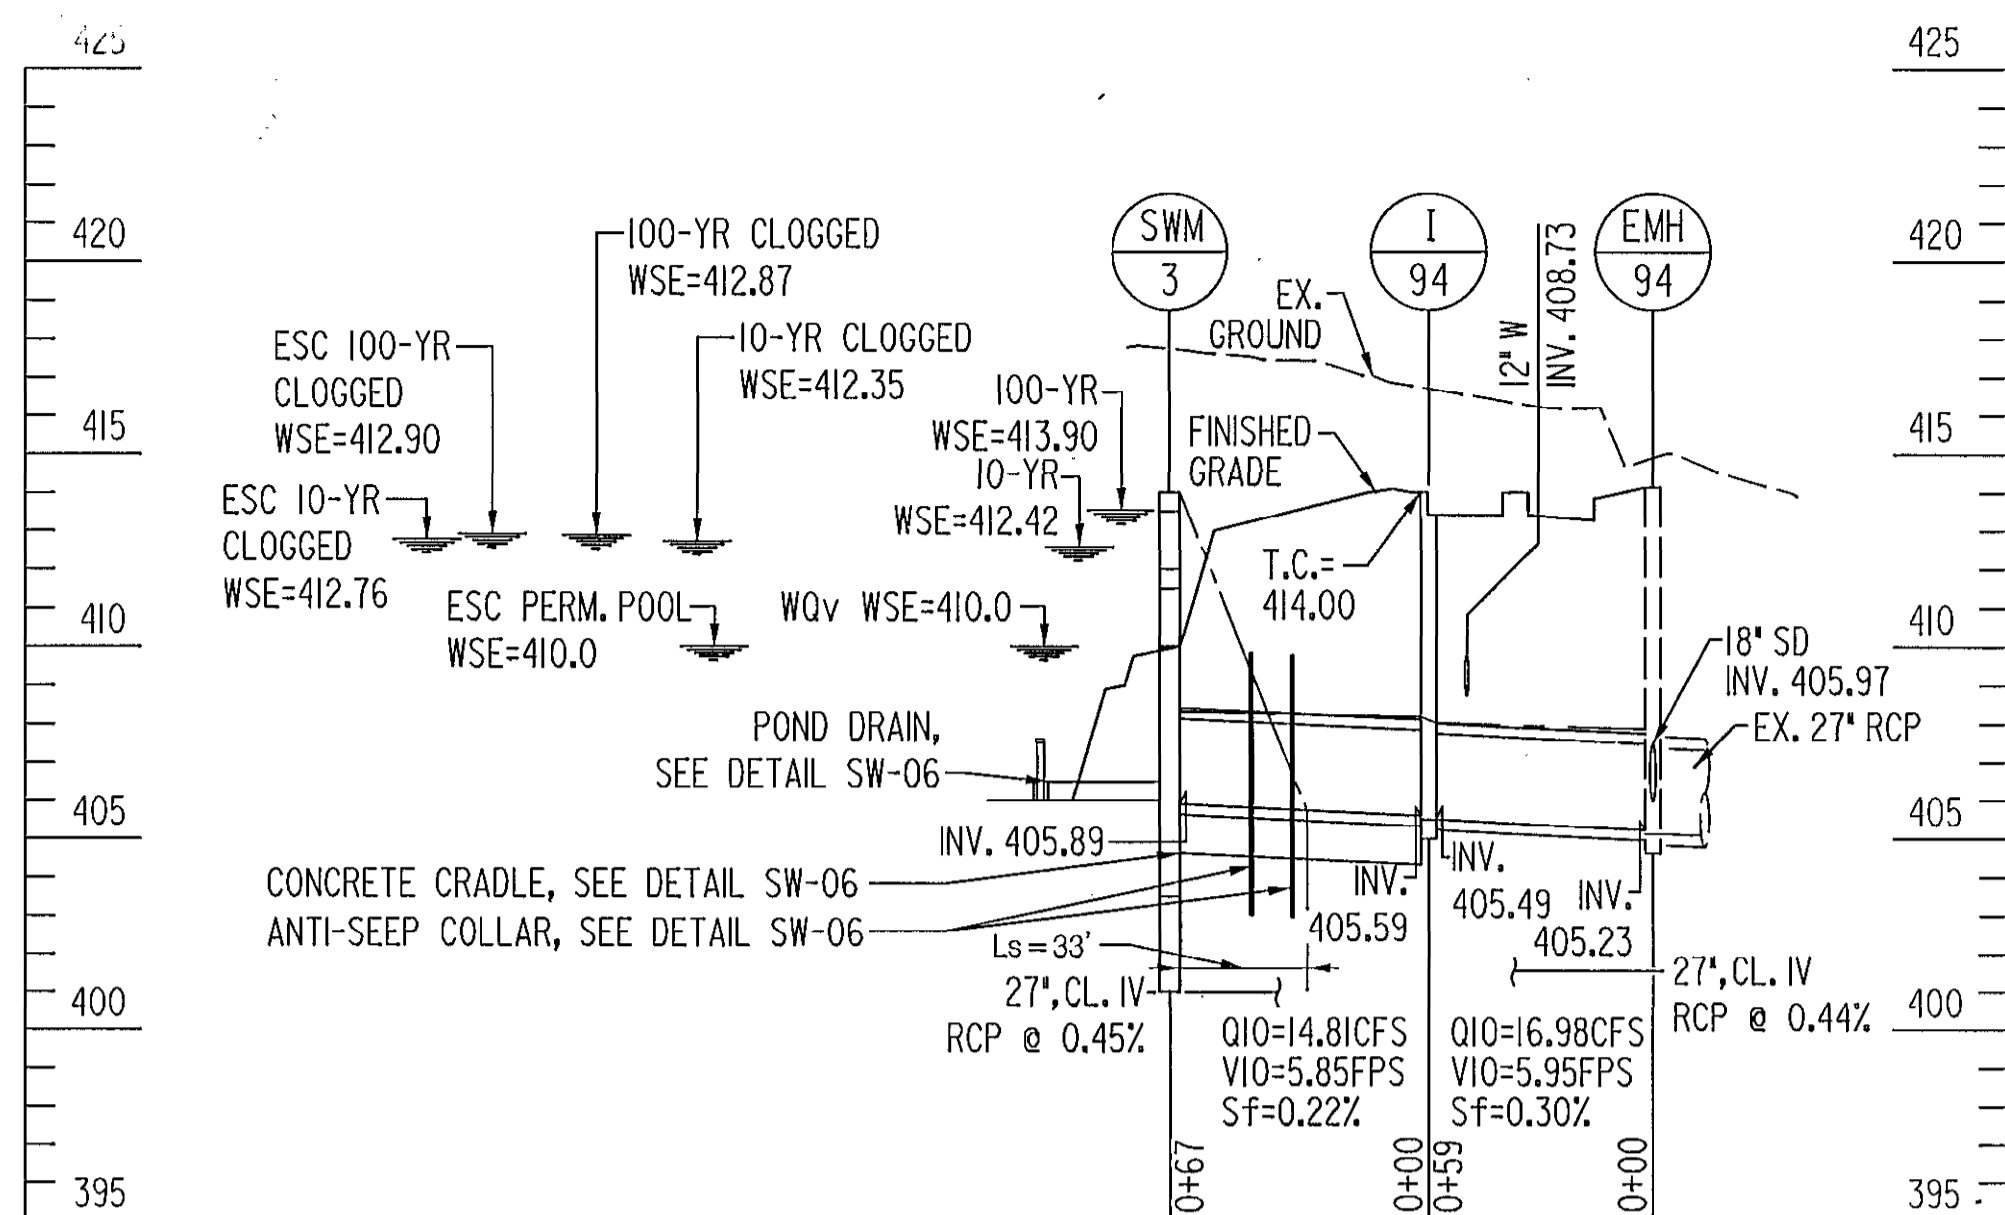 425
425
SWM
3
I
94
EMH
94
420
420
100-YR CLOGGED
WSE=412.87
12" W
INV. 408.73
EX.
GROUND
ESC 100-YR
CLOGGED
WSE=412.90
10-YR CLOGGED
WSE=412.35
100-YR
WSE=413.90
10-YR
WSE=412.42
FINISHED
GRADE
415
415
ESC 10-YR
CLOGGED
WSE=412.76
T.C.=
414.00
410
410
ESC PERM. POOL
WSE=410.0
WQv WSE=410.0
18" SD
INV. 405.97
EX. 27" RCP
POND DRAIN,
SEE DETAIL SW-06
405
405
INV. 405.89
CONCRETE CRADLE, SEE DETAIL SW-06
ANTI-SEEP COLLAR, SEE DETAIL SW-06
INV.
405.59
INV.
405.49
INV.
405.23
Ls=33'
27", CL. IV
RCP @ 0.45%
27", CL. IV
RCP @ 0.44%
400
400
Q10=14.81CFS
V10=5.85FPS
Sf=0.22%
Q10=16.98CFS
V10=5.95FPS
Sf=0.30%
0+67
0+00
0+59
0+00
395
395